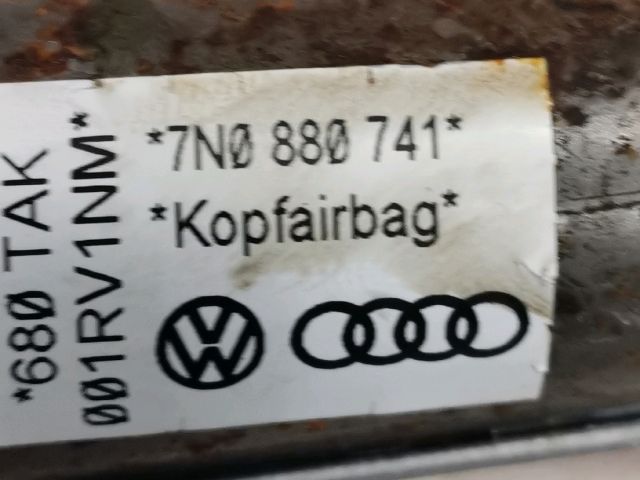 *7N0 880 741*
*Kopfairbag*
*680 TAK
001RV1NM*